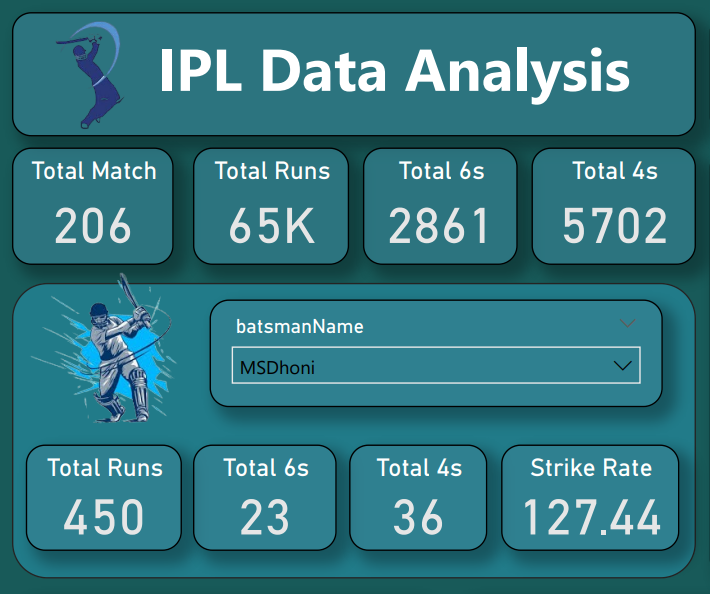 IPL Data Analysis
Total Match
206
Total Runs
65K
Total 6s
2861
Total 4s
5702
batsmanName
MSDhoni
Total Runs
450
Total 6s
23
Total 4s
36
Strike Rate
127.44